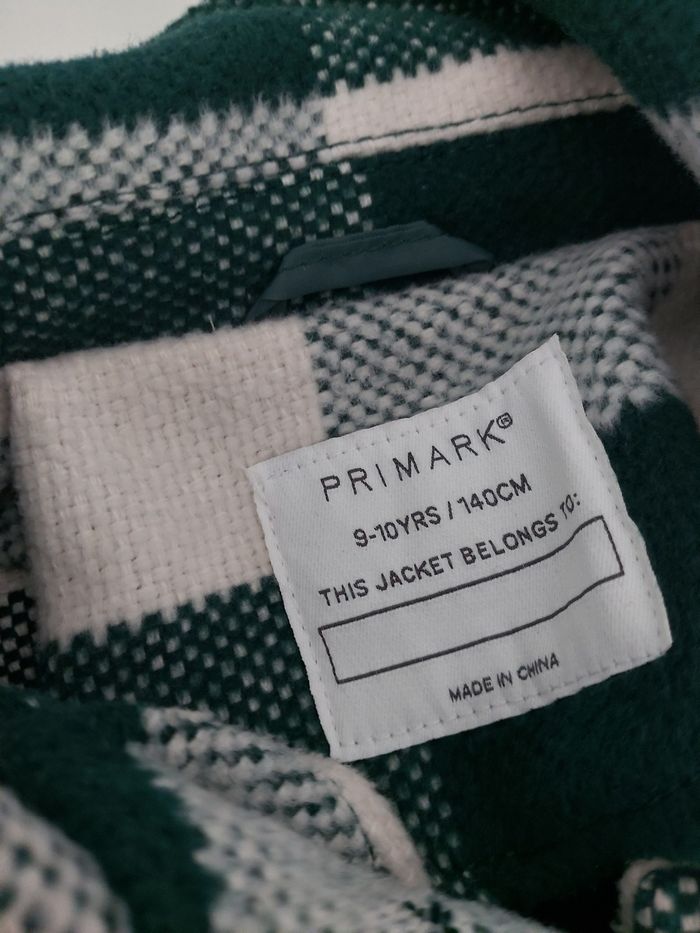 PRIMARK®
9-10YRS / 140CM
THIS JACKET BELONGS TO:
MADE IN CHINA